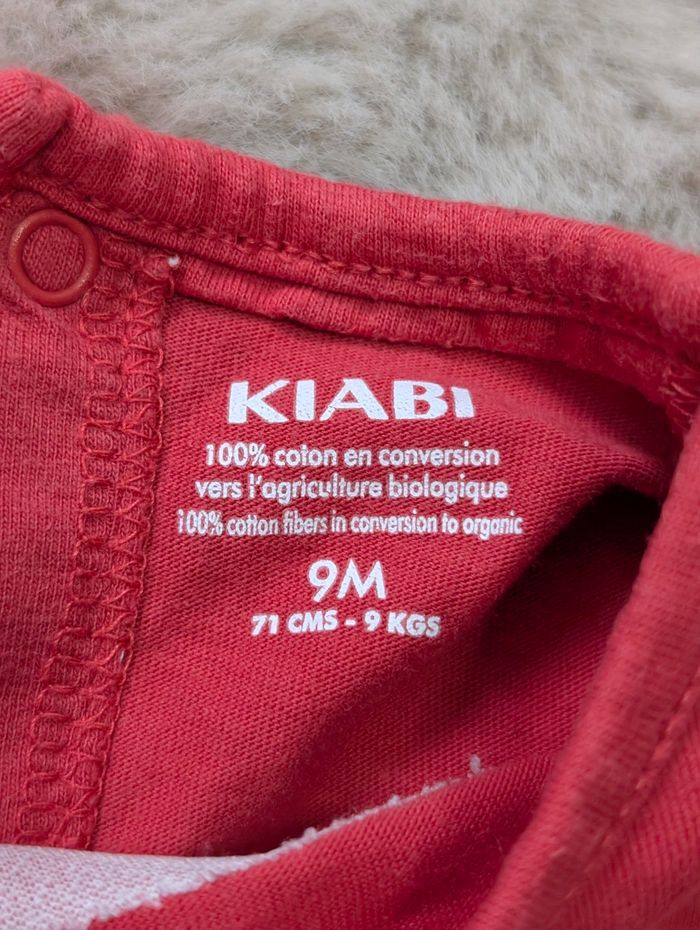 KIABI
100% coton en conversion
vers l'agriculture biologique
100% cotton fibers in conversion to organic
9M
71 CMS - 9 KGS